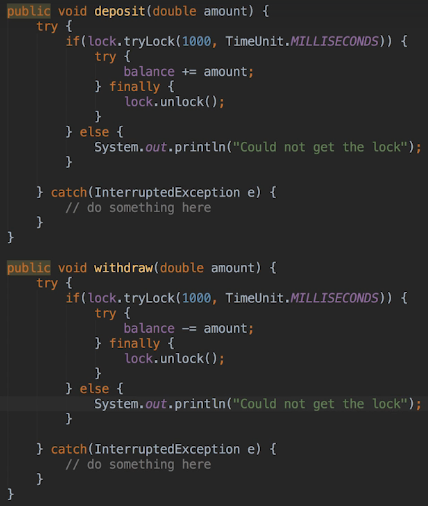 public void deposit(double amount) {
    try {
        if(lock.tryLock(1000, TimeUnit.MILLISECONDS)) {
            try {
                balance += amount;
            } finally {
                lock.unlock();
            }
        } else {
            System.out.println("Could not get the lock");
        }

    } catch(InterruptedException e) {
        // do something here
    }
}

public void withdraw(double amount) {
    try {
        if(lock.tryLock(1000, TimeUnit.MILLISECONDS)) {
            try {
                balance -= amount;
            } finally {
                lock.unlock();
            }
        } else {
            System.out.println("Could not get the lock");
        }

    } catch(InterruptedException e) {
        // do something here
    }
}